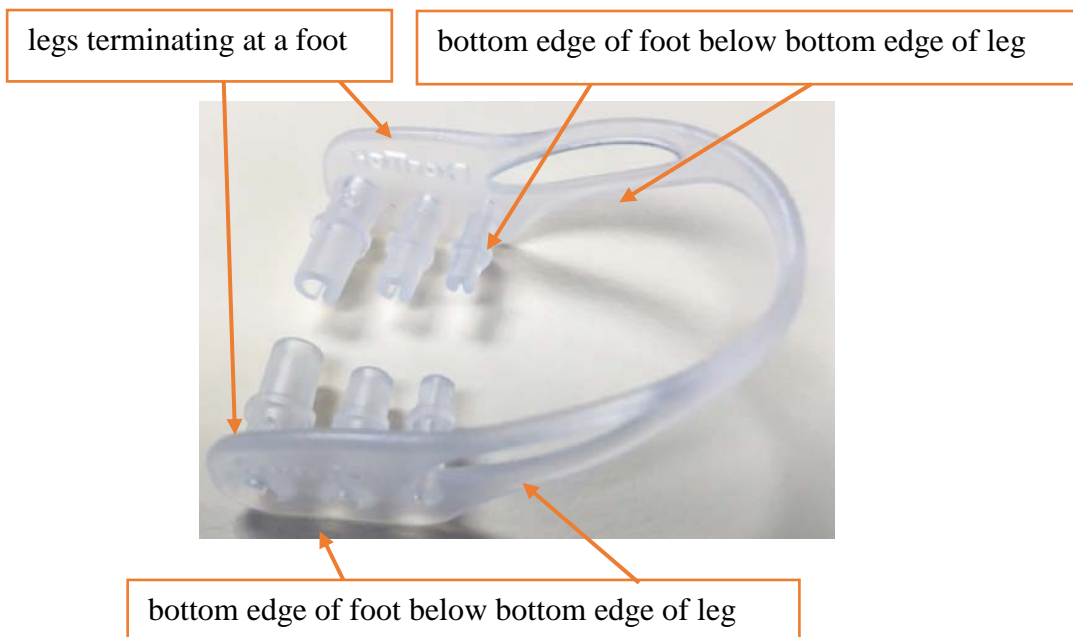 legs terminating at a foot
bottom edge of foot below bottom edge of leg
bottom edge of foot below bottom edge of leg